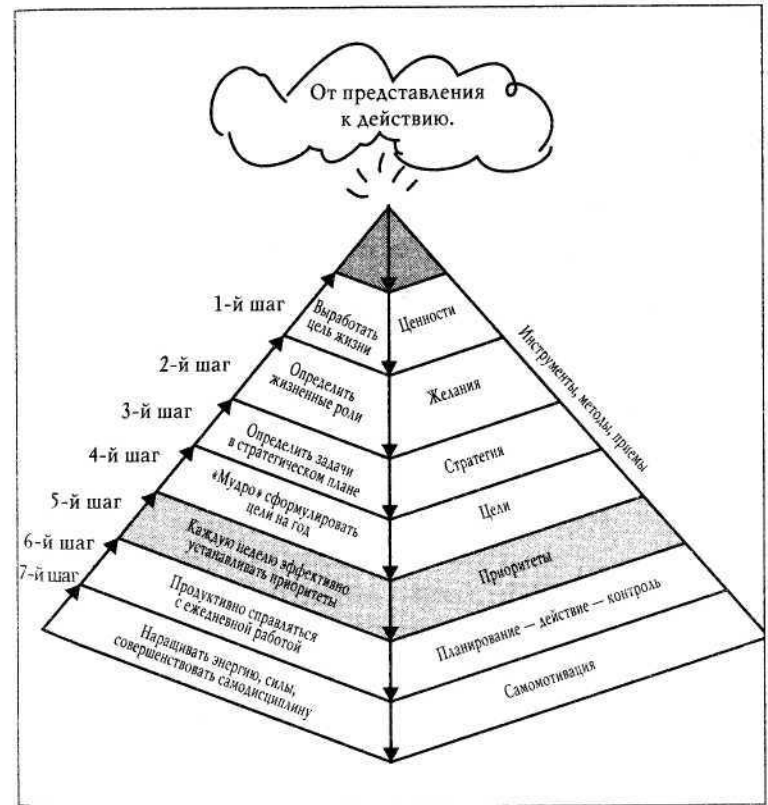 От представления
к действию.
1-й шаг
Выработать
цель жизни
Ценности
2-й шаг
Определить
жизненные роли
Желания
3-й шаг
Определить задачи
в стратегическом плане
Стратегия
4-й шаг
«Мудро» сформулировать
цели на год
Цели
5-й шаг
Каждую неделю эффективно
устанавливать приоритеты
Приоритеты
6-й шаг
Продуктивно справляться
с ежедневной работой
Планирование — действие — контроль
7-й шаг
Наращивать энергию, силы,
совершенствовать самодисциплину
Самомотивация
Инструменты, методы, приемы